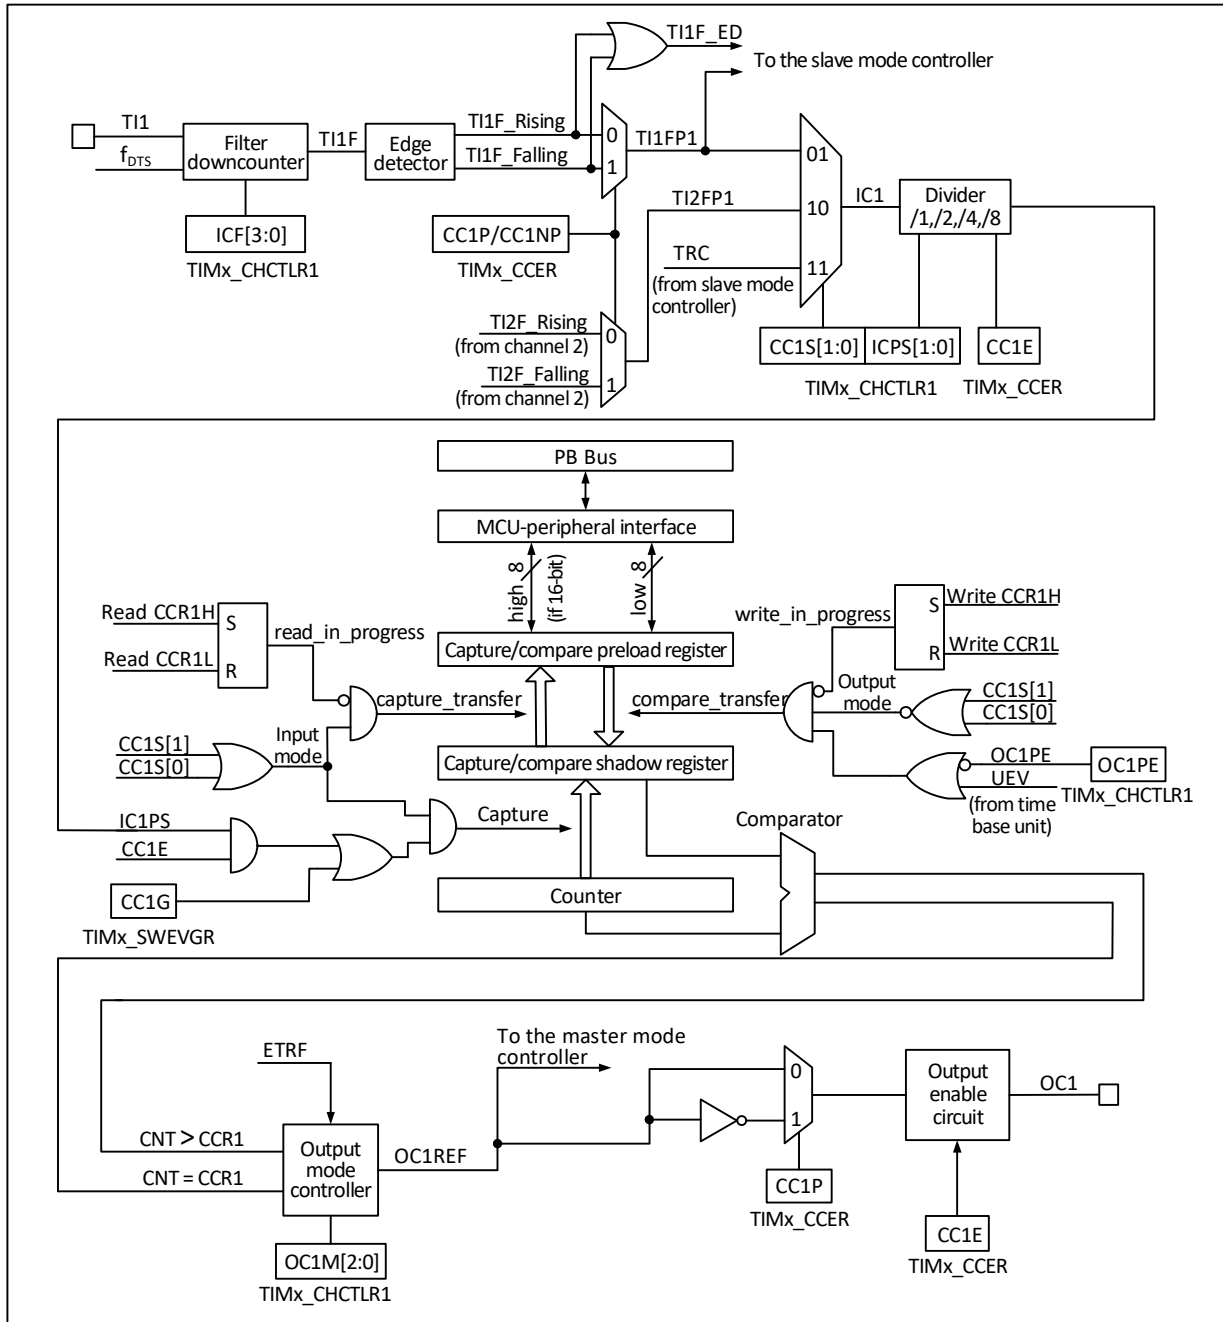 TI1F_ED
To the slave mode controller
TI1
f_DTS
Filter
downcounter
TI1F
Edge
detector
TI1F_Rising
TI1F_Falling
0
1
TI1FP1
01
10
11
TI2FP1
TRC
(from slave mode
controller)
IC1
Divider
/1,/2,/4,/8
ICF[3:0]
TIMx_CHCTLR1
CC1P/CC1NP
TIMx_CCER
TI2F_Rising
(from channel 2)
TI2F_Falling
(from channel 2)
0
1
CC1S[1:0]
ICPS[1:0]
TIMx_CHCTLR1
CC1E
TIMx_CCER
PB Bus
MCU-peripheral interface
high
8
(if 16-bit)
low
8
Read CCR1H
Read CCR1L
S
R
read_in_progress
Capture/compare preload register
write_in_progress
S
R
Write CCR1H
Write CCR1L
capture_transfer
compare_transfer
Output
mode
CC1S[1]
CC1S[0]
CC1S[1]
CC1S[0]
Input
mode
Capture/compare shadow register
OC1PE
UEV
(from time
base unit)
OC1PE
TIMx_CHCTLR1
IC1PS
CC1E
Capture
Comparator
CC1G
TIMx_SWEVGR
Counter
ETRF
To the master mode
controller
CNT > CCR1
CNT = CCR1
Output
mode
controller
OC1REF
0
1
Output
enable
circuit
OC1
CC1P
TIMx_CCER
CC1E
TIMx_CCER
OC1M[2:0]
TIMx_CHCTLR1